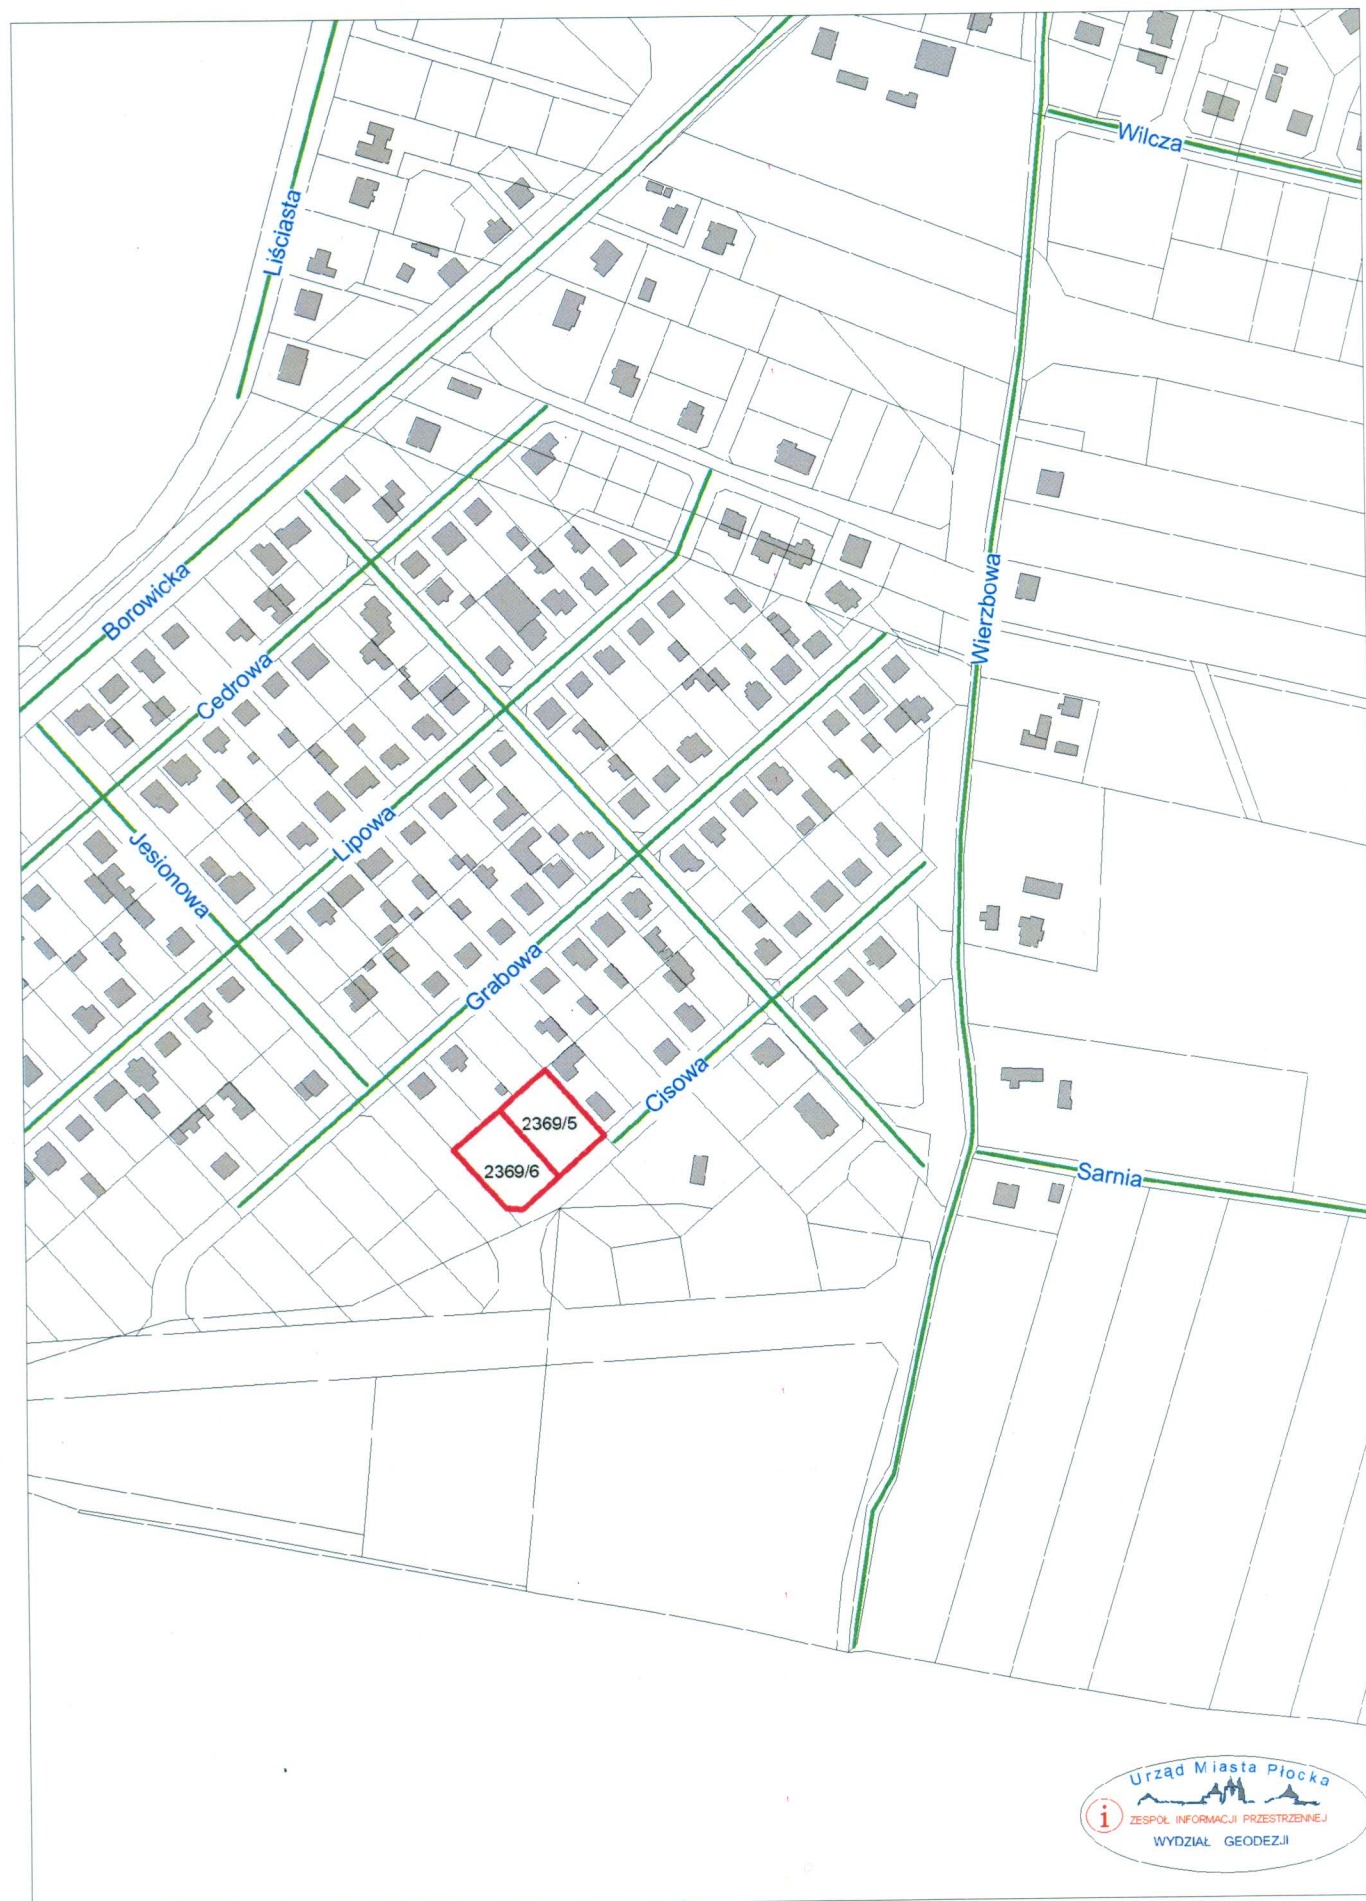 Wilcza
Liściasta
Borowicka
Wierzbowa
Cedrowa
Jesionowa
Lipowa
Grabowa
Cisowa
2369/5
2369/6
Sarnia
Urząd Miasta Płocka
i
ZESPÓŁ INFORMACJI PRZESTRZENNEJ
WYDZIAŁ GEODEZJI